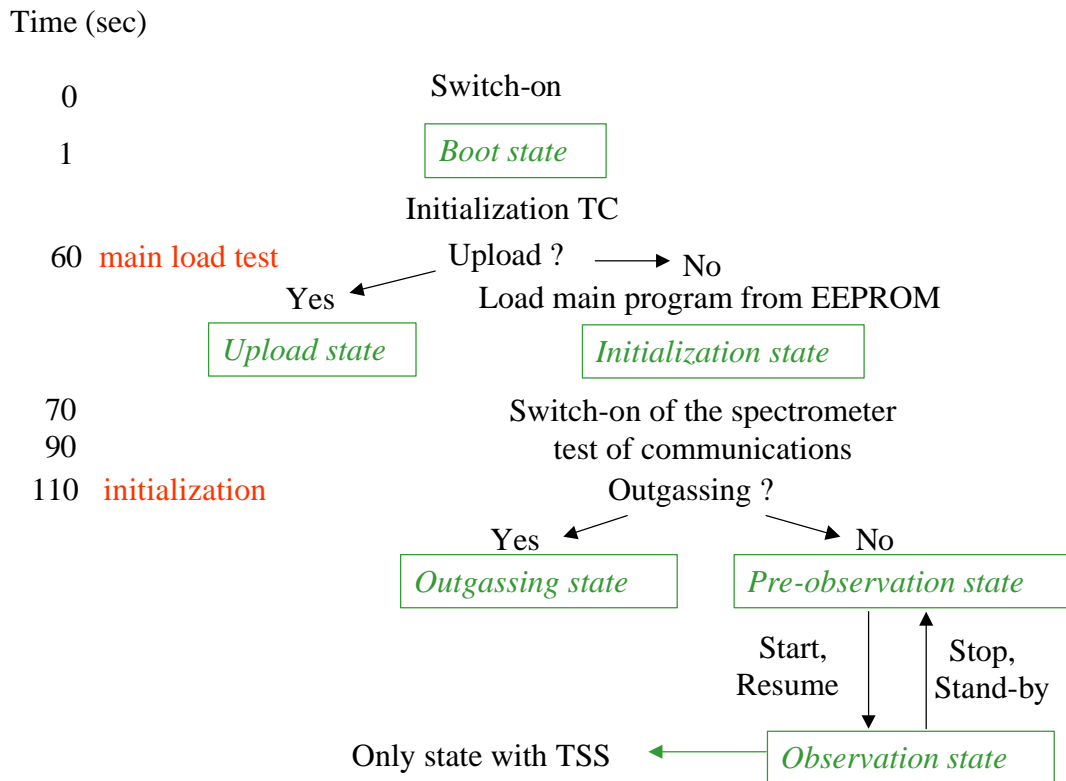 Time (sec)
0 Switch-on
1 Boot state
Initialization TC
60 main load test Upload ? No
Yes Load main program from EEPROM
Upload state Initialization state
70 Switch-on of the spectrometer
90 test of communications
110 initialization Outgassing ?
Yes No
Outgassing state Pre-observation state
Start, Stop,
Resume Stand-by
Only state with TSS Observation state